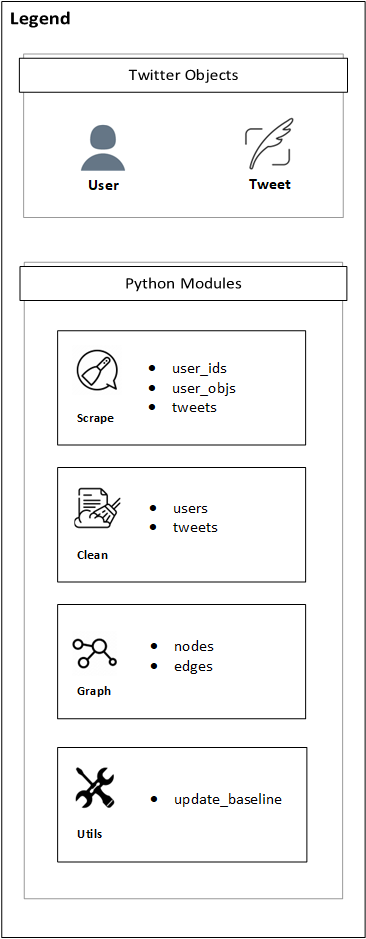 Legend
Twitter Objects
User
Tweet
Python Modules
• user_ids
• user_objs
• tweets
Scrape
• users
• tweets
Clean
• nodes
• edges
Graph
• update_baseline
Utils